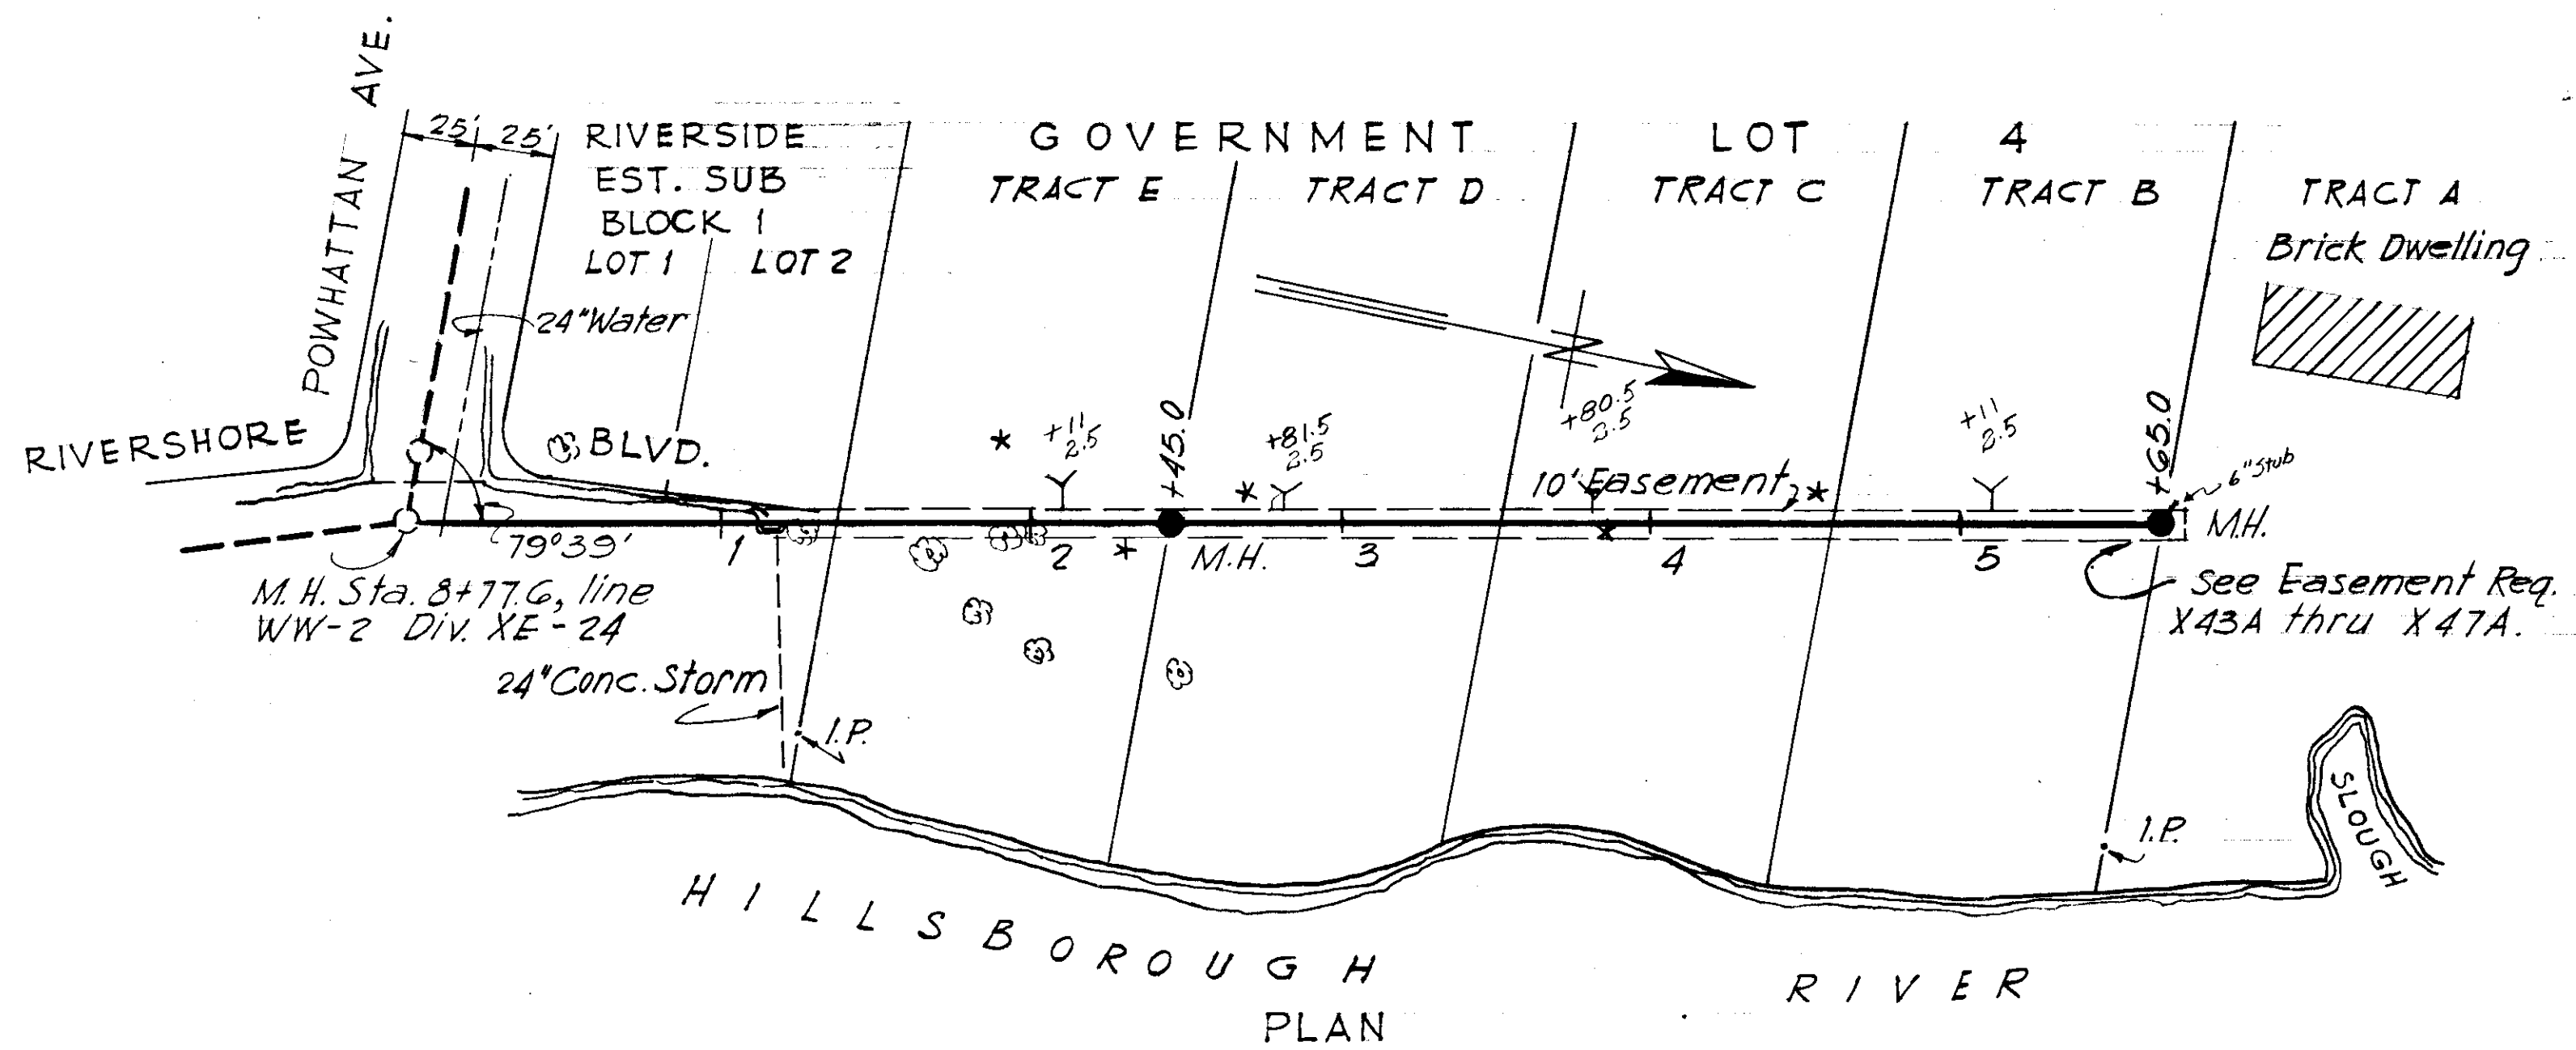 POWHATTAN AVE.
25' 25'
RIVERSIDE
EST. SUB
BLOCK 1
LOT 1 LOT 2
GOVERNMENT LOT 4
TRACT E TRACT D TRACT C TRACT B TRACT A
Brick Dwelling
24" Water
N
RIVERSHORE BLVD.
+11
2.5
+45.0
+81.5
2.5
+80.5
2.5
+11
2.5
+65.0
6" Stub
10' Easement
79°39'
1 2 M.H. 3 4 5 M.H.
M.H. Sta. 8+77.6, line
WW-2 Div. XE-24
See Easement Req.
X43A thru X47A.
24" Conc. Storm
I.P.
I.P.
SLOUGH
HILLSBOROUGH RIVER
PLAN